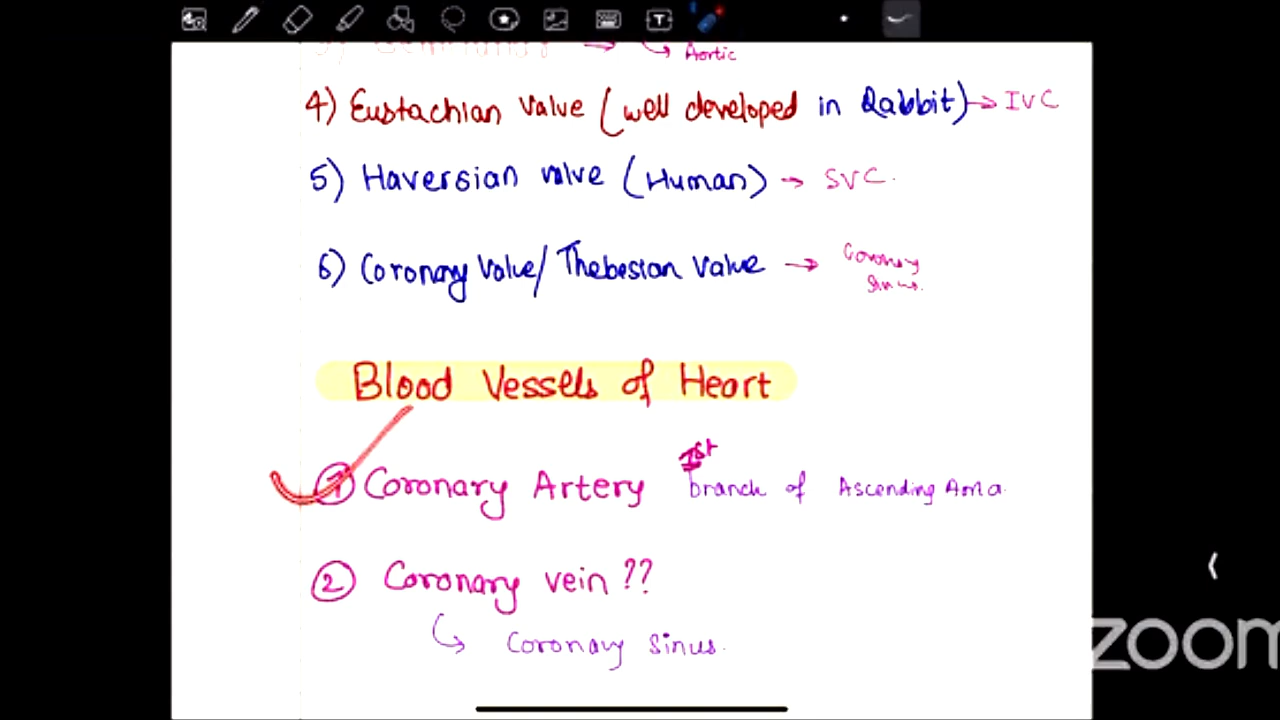 Aortic
4) Eustachian Valve (well developed in Rabbit) → IVC
5) Haversian valve (Human) → SVC.
6) Coronary Valve/ Thebesian Valve → Coronary
Sinus.
Blood Vessels of Heart
1st
① Coronary Artery branch of Ascending Aorta.
② Coronary vein ??
↳ Coronary Sinus.
zoom